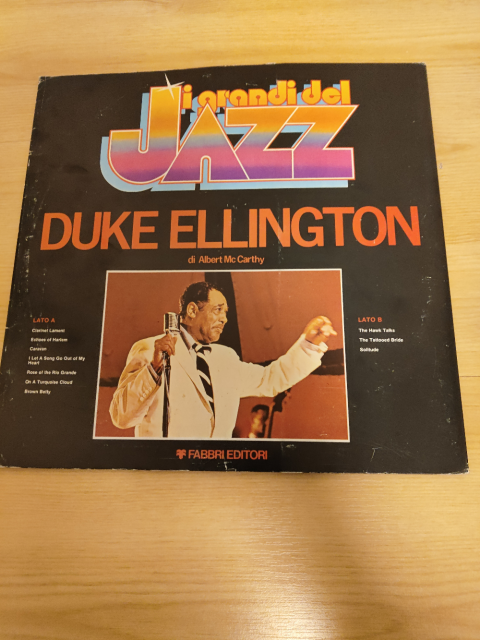 i grandi del
JAZZ
DUKE ELLINGTON
di Albert Mc Carthy
LATO A
Clarinet Lament
Echoes of Harlem
Caravan
I Let A Song Go Out of My
Heart
Rose of the Rio Grande
On A Turquoise Cloud
Brown Betty
LATO B
The Hawk Talks
The Tattooed Bride
Solitude
FABBRI EDITORI